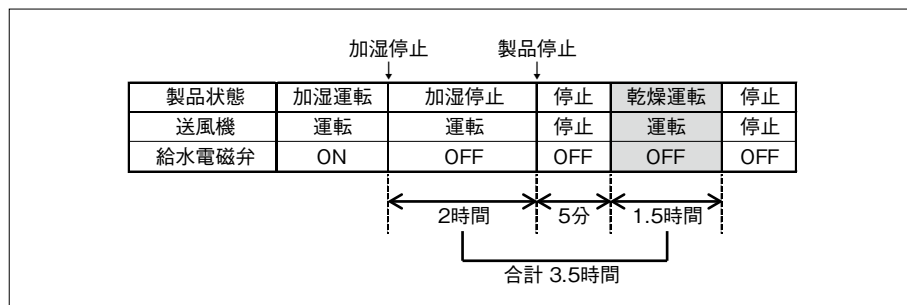 加湿停止 製品停止
製品状態 加湿運転 加湿停止 停止 乾燥運転 停止
送風機 運転 運転 停止 運転 停止
給水電磁弁 ON OFF OFF OFF OFF
2時間 5分 1.5時間
合計 3.5時間